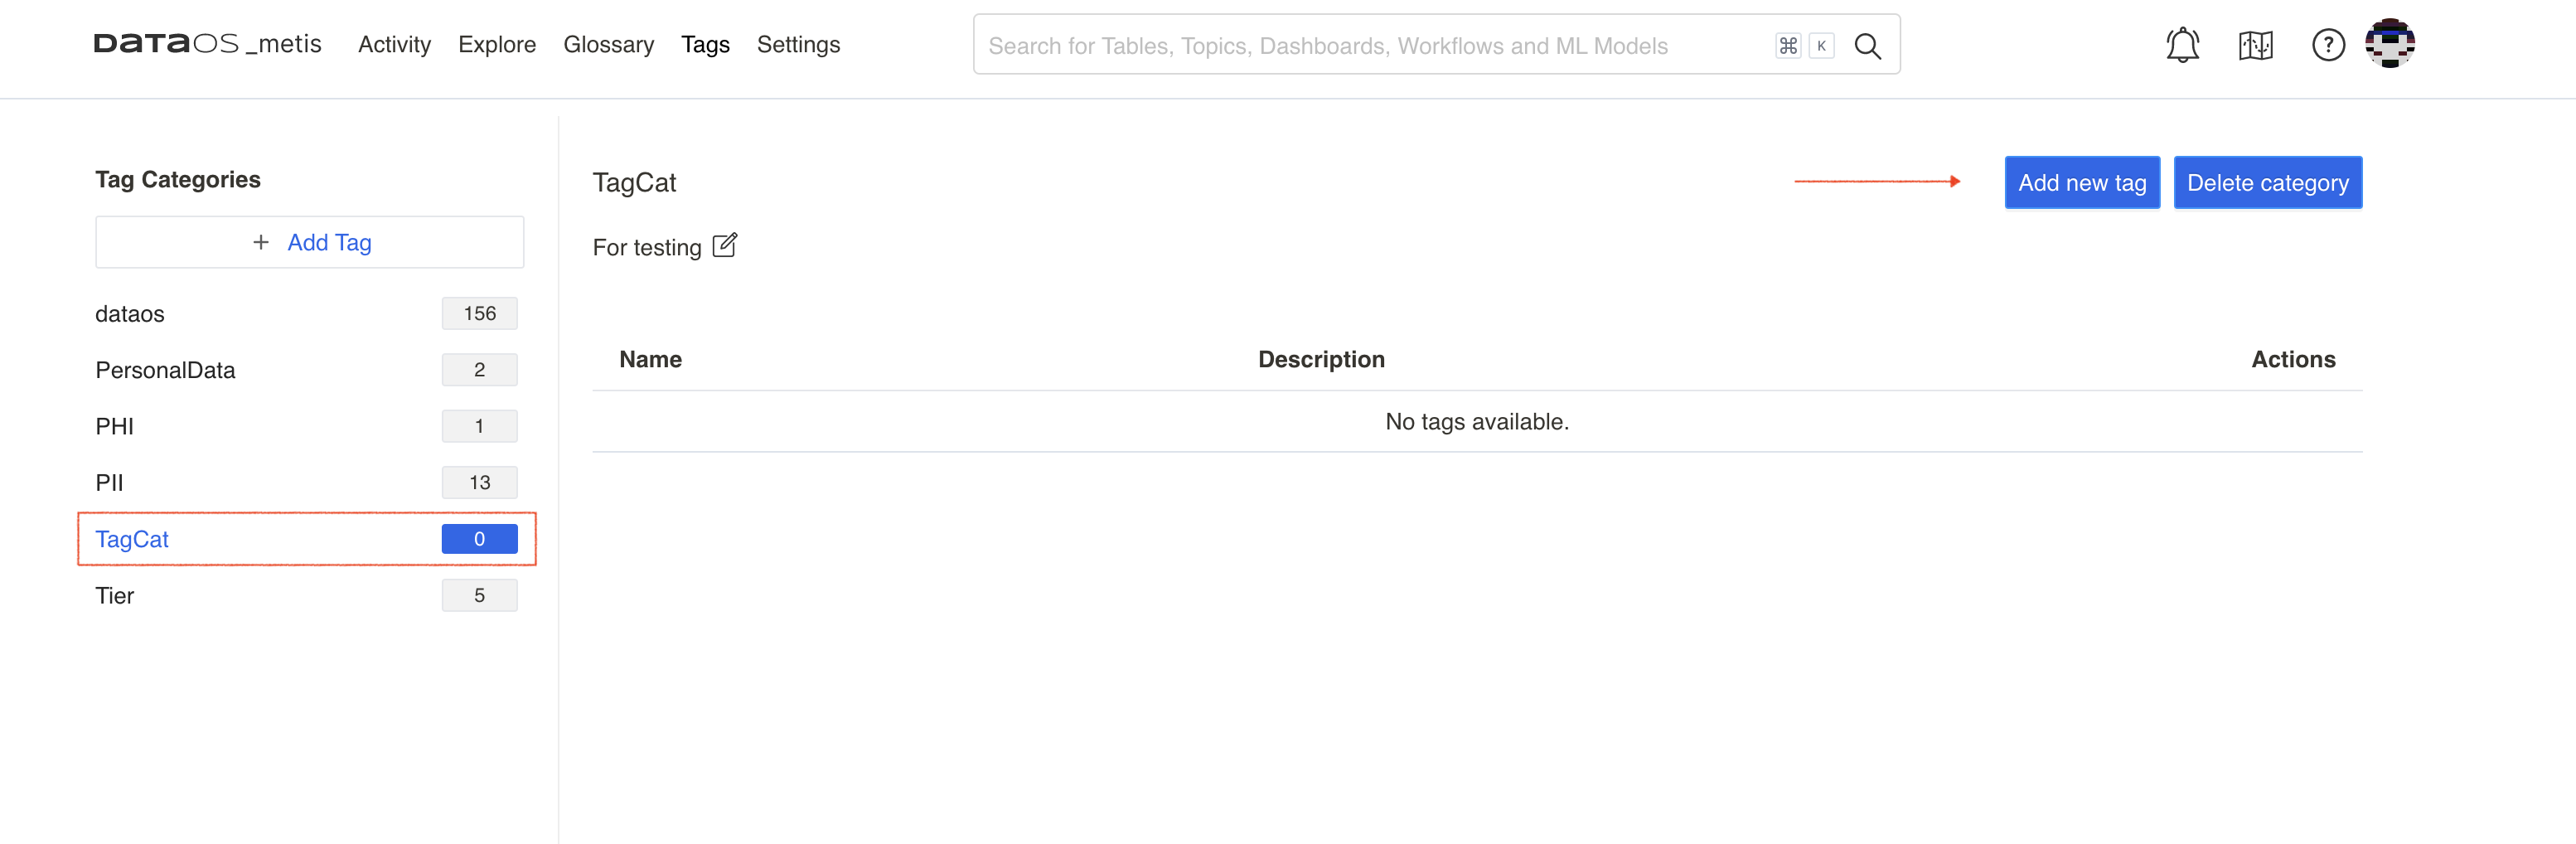 DATAOS _metis Activity Explore Glossary Tags Settings Search for Tables, Topics, Dashboards, Workflows and ML Models ⌘ K ?
Tag Categories
+ Add Tag
dataos 156
PersonalData 2
PHI 1
PII 13
TagCat 0
Tier 5
TagCat Add new tag Delete category
For testing
Name Description Actions
No tags available.